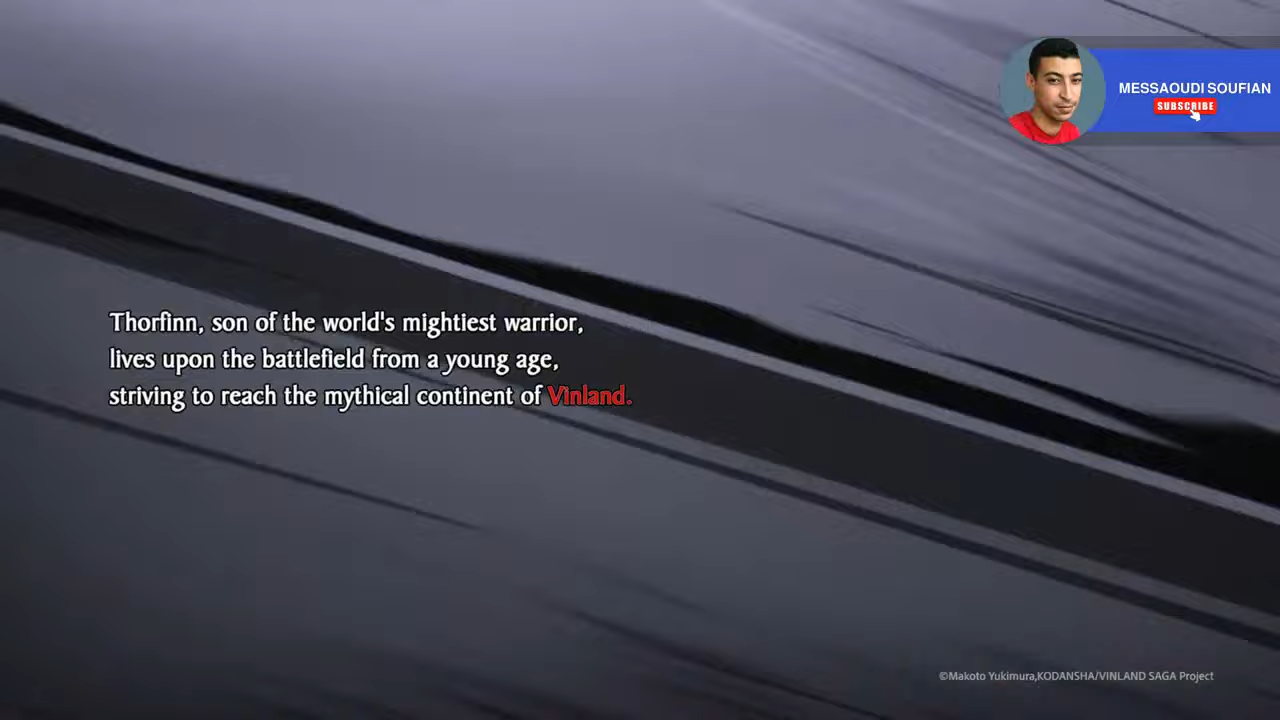 MESSAOUDI SOUFIAN
SUBSCRIBE
Thorfinn, son of the world's mightiest warrior,
lives upon the battlefield from a young age,
striving to reach the mythical continent of Vinland.
©Makoto Yukimura,KODANSHA/VINLAND SAGA Project